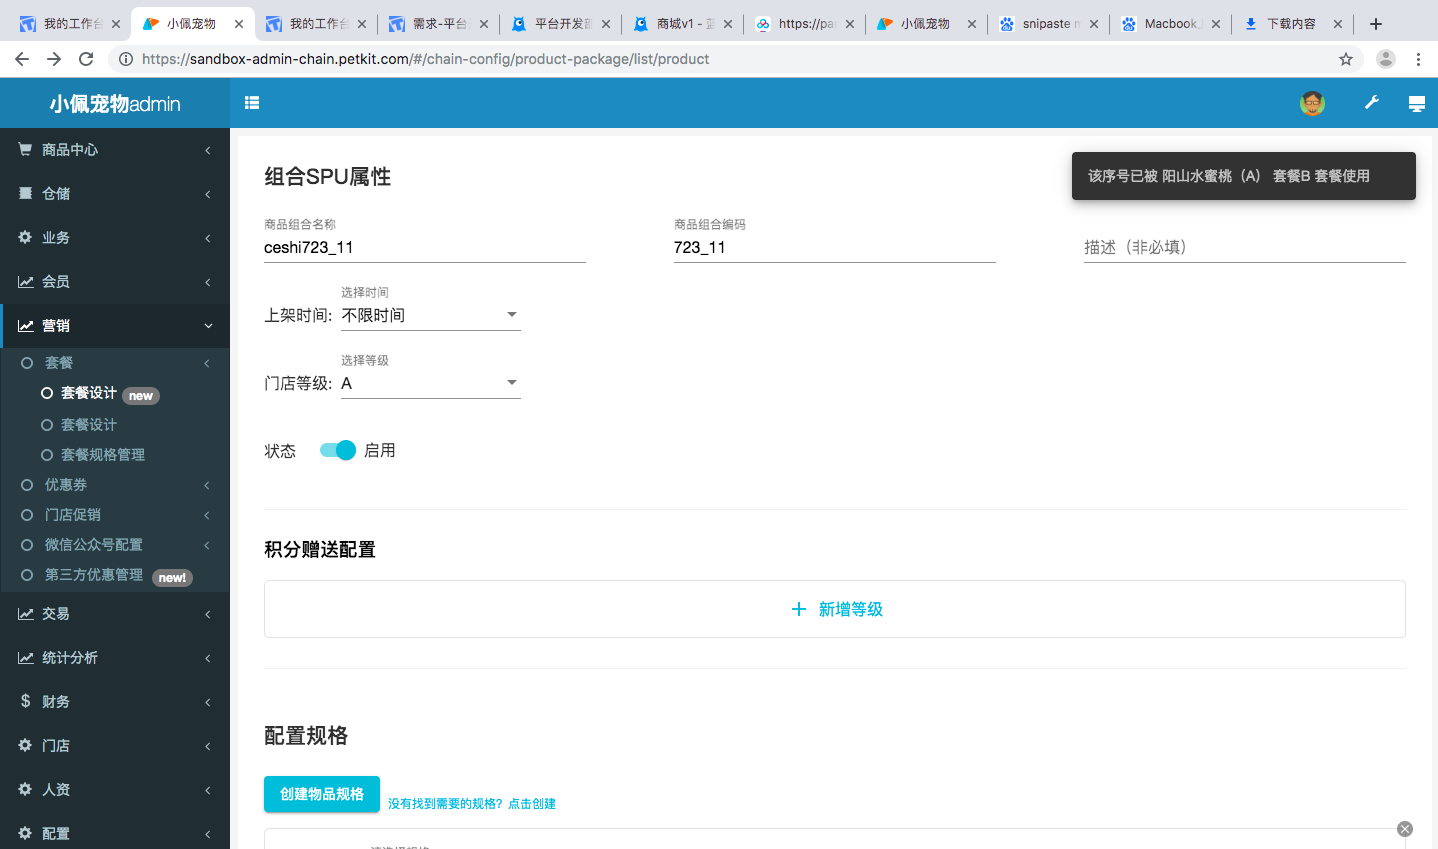 我的工作台
小佩宠物
我的工作台
需求-平台
平台开发部
商城v1 - 蓝
https://pa
小佩宠物
snipaste m
Macbook
下载内容
https://sandbox-admin-chain.petkit.com/#/chain-config/product-package/list/product
小佩宠物admin
商品中心
仓储
业务
会员
营销
套餐
套餐设计 new
套餐设计
套餐规格管理
优惠券
门店促销
微信公众号配置
第三方优惠管理 new!
交易
统计分析
财务
门店
人资
配置
组合SPU属性
该序号已被 阳山水蜜桃（A） 套餐B 套餐使用
商品组合名称
ceshi723_11
商品组合编码
723_11
描述（非必填）
选择时间
上架时间: 不限时间
选择等级
门店等级: A
状态 启用
积分赠送配置
+ 新增等级
配置规格
创建物品规格
没有找到需要的规格？点击创建